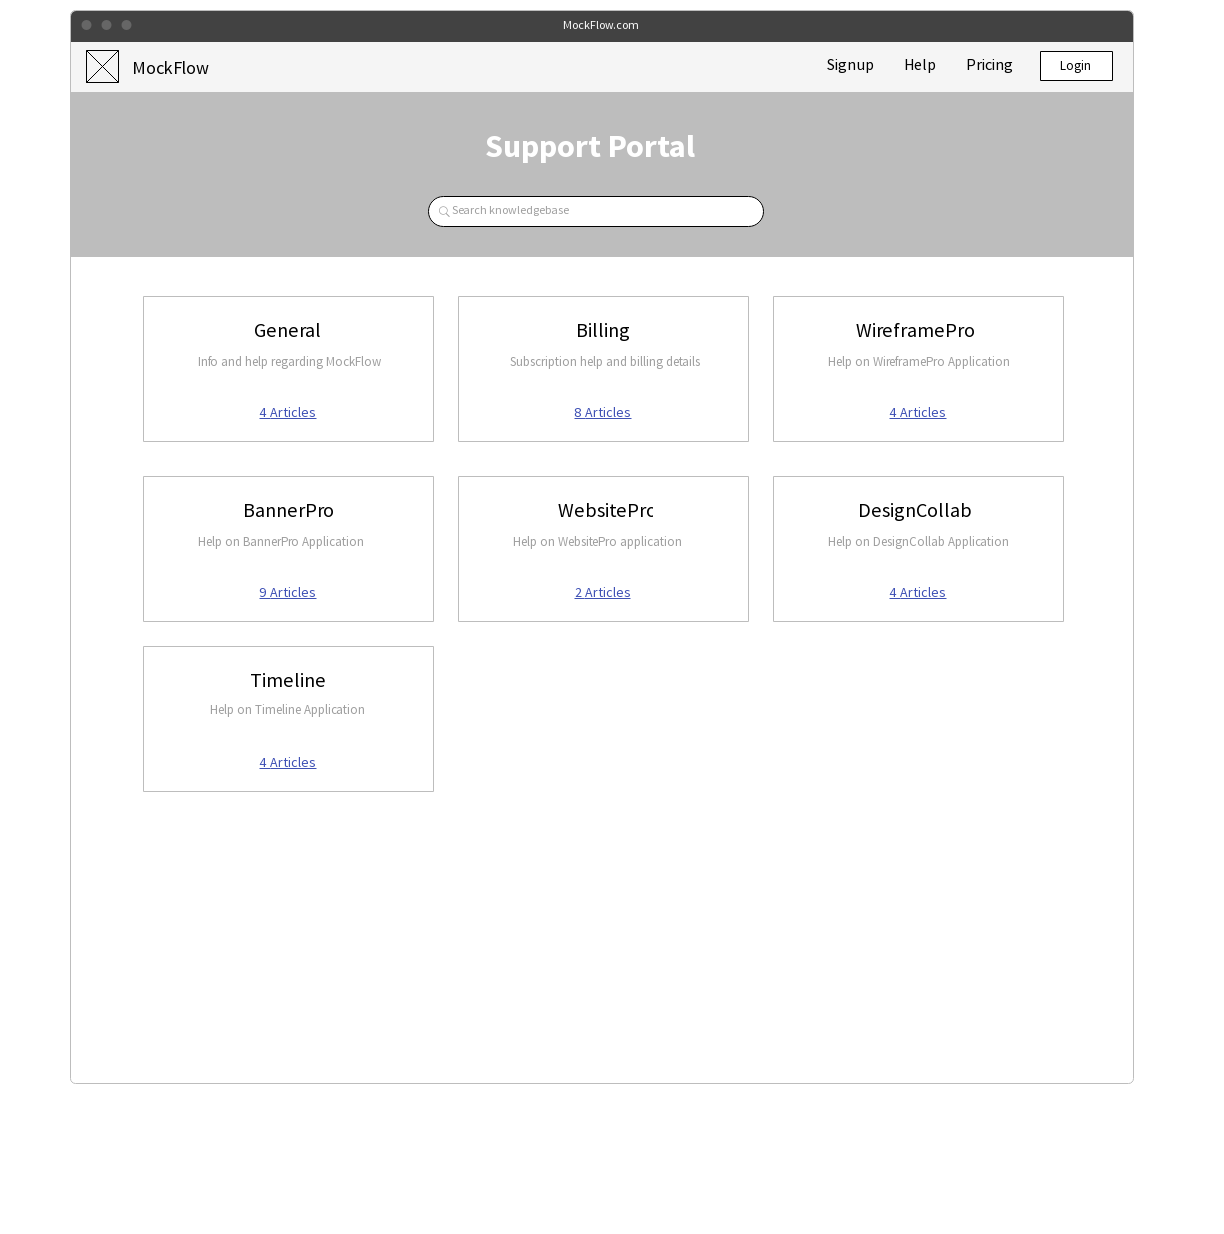 MockFlow.com
MockFlow
Signup Help Pricing Login
Support Portal
Search knowledgebase
General
Info and help regarding MockFlow
4 Articles
Billing
Subscription help and billing details
8 Articles
WireframePro
Help on WireframePro Application
4 Articles
BannerPro
Help on BannerPro Application
9 Articles
WebsitePro
Help on WebsitePro application
2 Articles
DesignCollab
Help on DesignCollab Application
4 Articles
Timeline
Help on Timeline Application
4 Articles